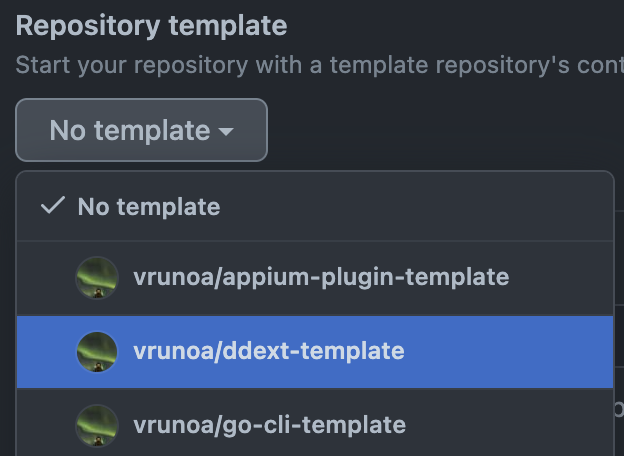 Repository template
Start your repository with a template repository's cont
No template
No template
vrunoa/appium-plugin-template
vrunoa/ddext-template
vrunoa/go-cli-template